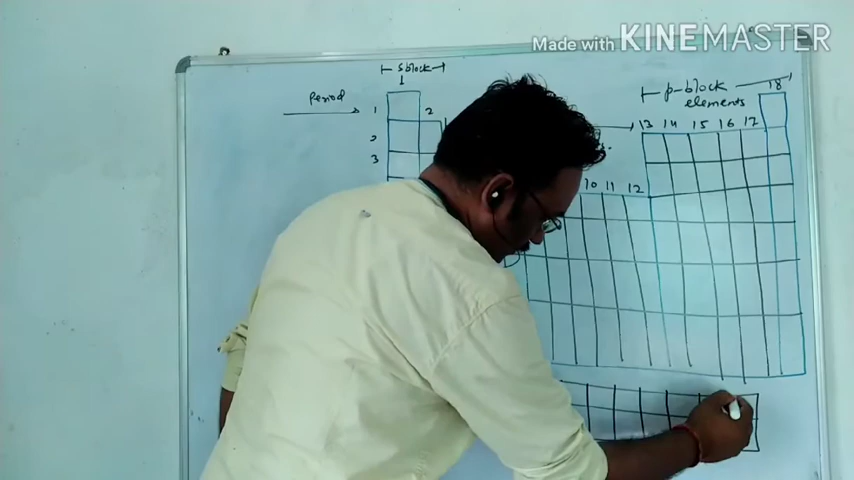 Made with KINEMASTER
s block
p-block
elements
Period
1
2
2
3
13 14 15 16 17 18
10 11 12